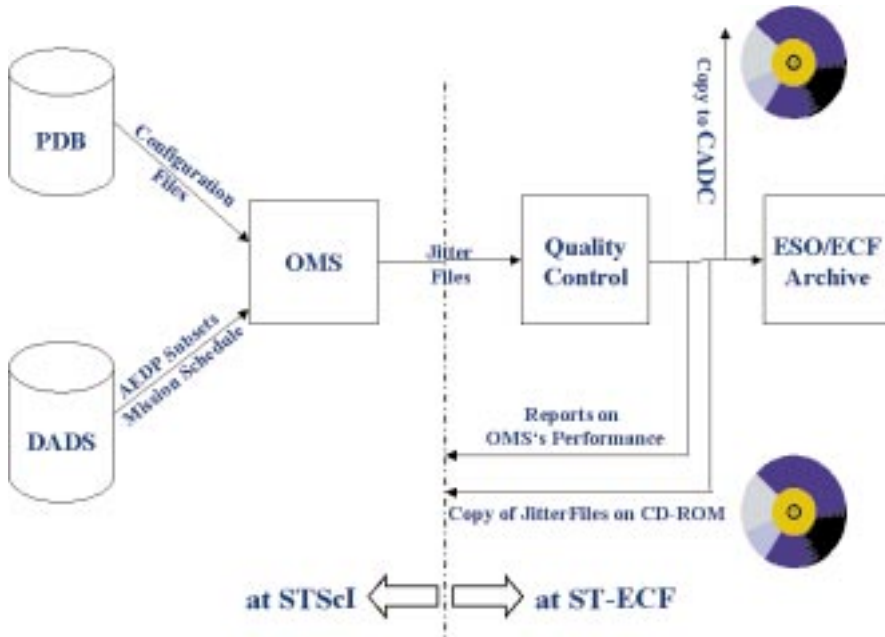 PDB
Configuration
Files
OMS
Jitter
Files
Quality
Control
Copy to CADC
ESO/ECF
Archive
AEDP Subsets
Mission Schedule
DADS
Reports on
OMS's Performance
Copy of JitterFiles on CD-ROM
at STScI
at ST-ECF